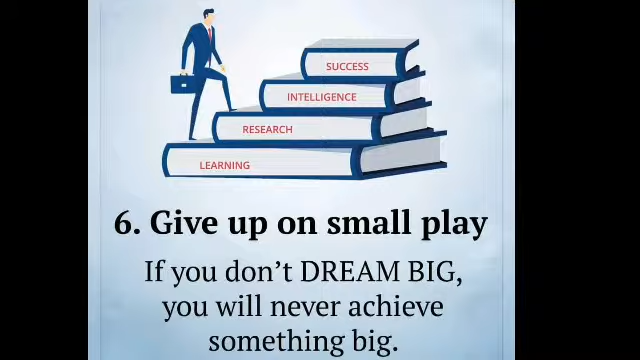 SUCCESS
INTELLIGENCE
RESEARCH
LEARNING
6. Give up on small play
If you don’t DREAM BIG,
you will never achieve
something big.